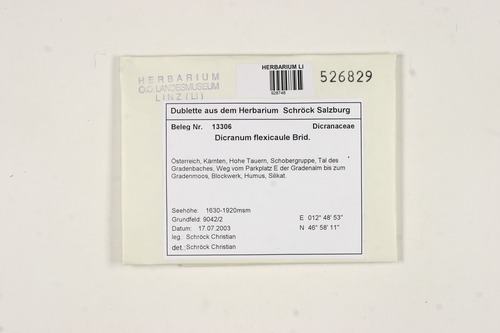 HERBARIUM
O.Ö. LANDESMUSEUM
LINZ (LI)
HERBARIUM LI
526829
Dublette aus dem Herbarium Schröck Salzburg
Beleg Nr. 13306 Dicranaceae
Dicranum flexicaule Brid.
Österreich, Kärnten, Hohe Tauern, Schobergruppe, Tal des
Gradenbaches, Weg vom Parkplatz E der Gradenalm bis zum
Gradenmoos, Blockwerk, Humus, Silikat.
Seehöhe: 1630-1920msm E 012° 48' 53"
Grundfeld: 9042/2 N 46° 58' 11"
Datum: 17.07.2003
leg.: Schröck Christian
det.: Schröck Christian